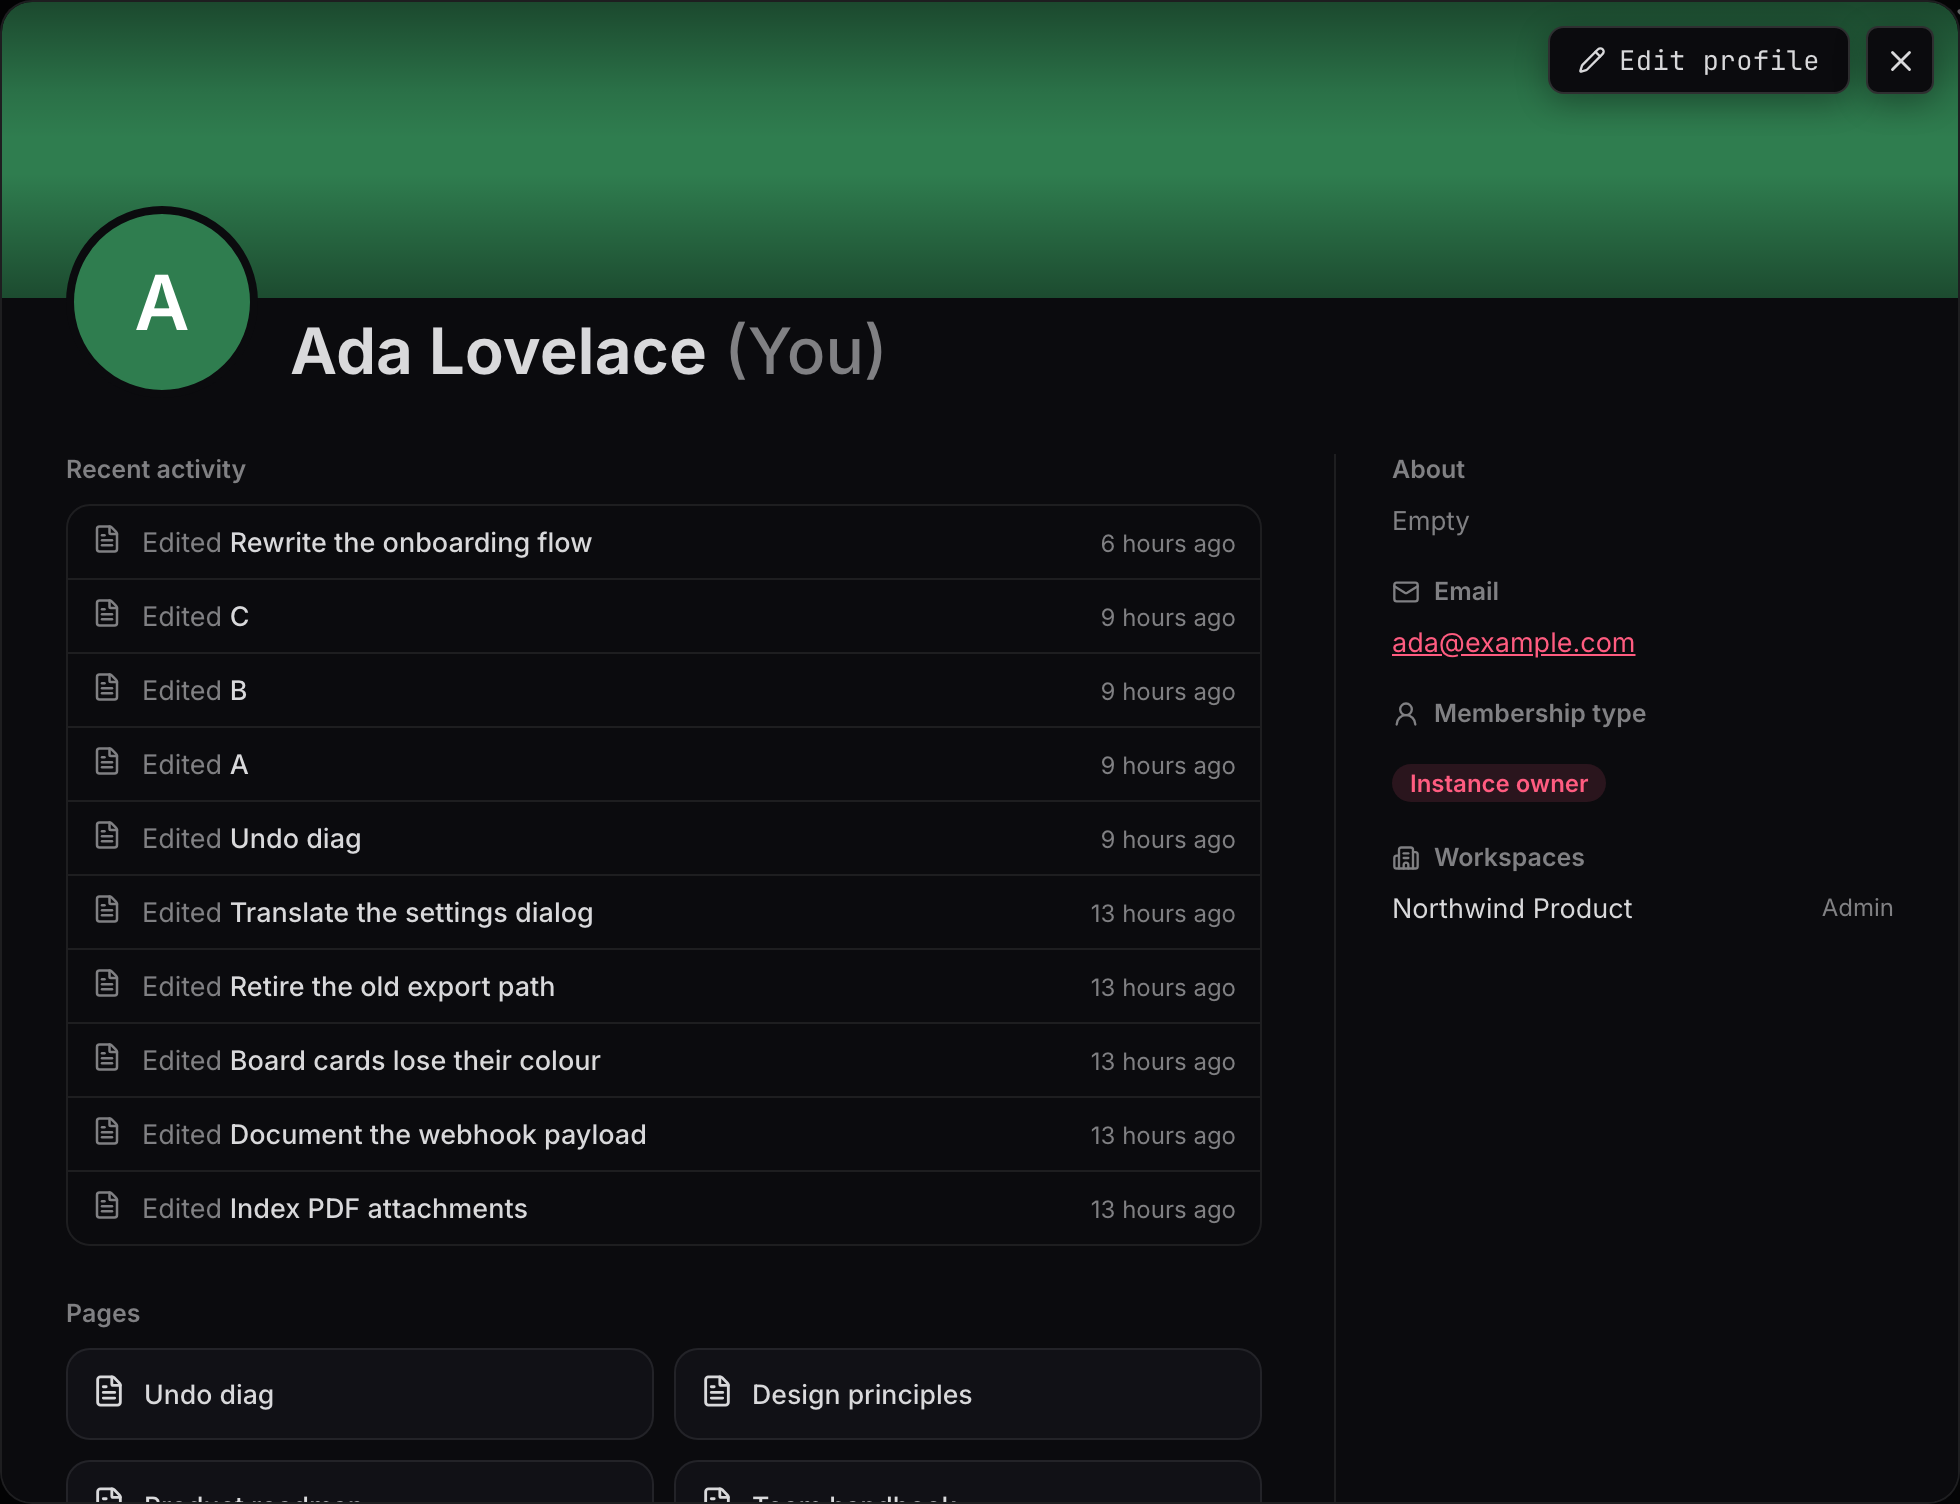 Edit profile
A
Ada Lovelace (You)
Recent activity
Edited Rewrite the onboarding flow 6 hours ago
Edited C 9 hours ago
Edited B 9 hours ago
Edited A 9 hours ago
Edited Undo diag 9 hours ago
Edited Translate the settings dialog 13 hours ago
Edited Retire the old export path 13 hours ago
Edited Board cards lose their colour 13 hours ago
Edited Document the webhook payload 13 hours ago
Edited Index PDF attachments 13 hours ago
Pages
Undo diag
Design principles
Product roadmap
Team handbook
About
Empty
Email
ada@example.com
Membership type
Instance owner
Workspaces
Northwind Product Admin